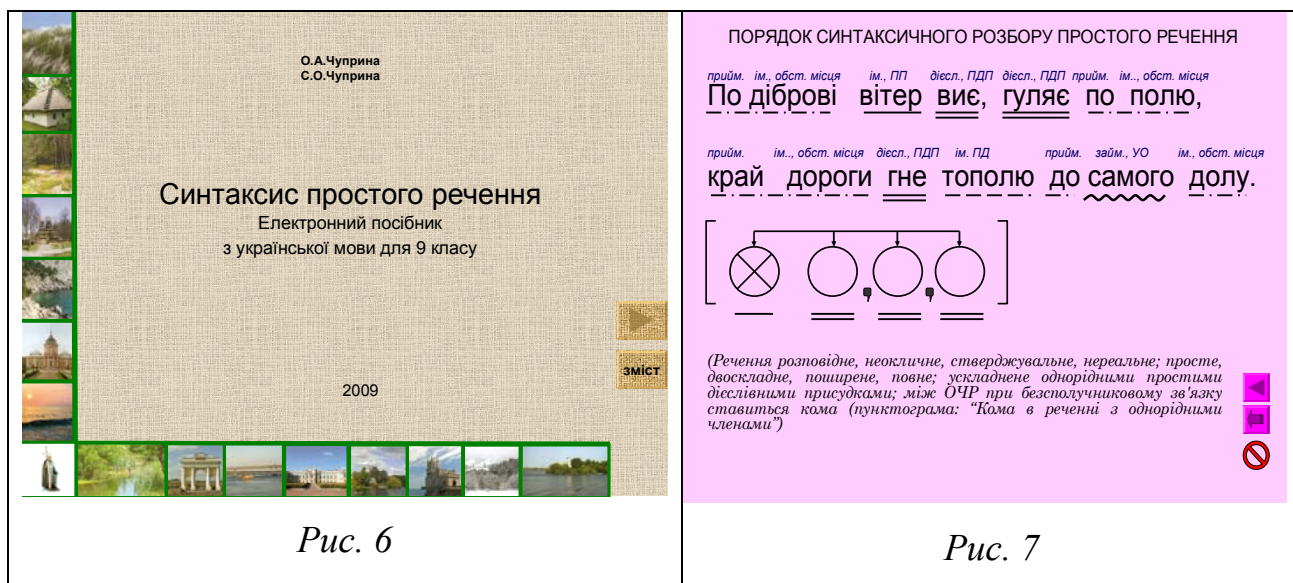 О.А.Чуприна
С.О.Чуприна
Синтаксис простого речення
Електронний посібник
з української мови для 9 класу
зміст
2009
Рис. 6
ПОРЯДОК СИНТАКСИЧНОГО РОЗБОРУ ПРОСТОГО РЕЧЕННЯ
прийм. ім., обст. місця ім., ПП дієсл., ПДП дієсл., ПДП прийм. ім.., обст. місця
По діброві вітер виє, гуляє по полю,
прийм. ім.., обст. місця дієсл., ПДП ім. ПД прийм. займ., УО ім., обст. місця
край дороги гне тополю до самого долу.
(Речення розповідне, неокличне, стверджувальне, нереальне; просте,
двоскладне, поширене, повне; ускладнене однорідними простими
дієслівними присудками; між ОЧР при безсполучниковому зв'язку
ставиться кома (пунктограма: “Кома в реченні з однорідними
членами”)
Рис. 7